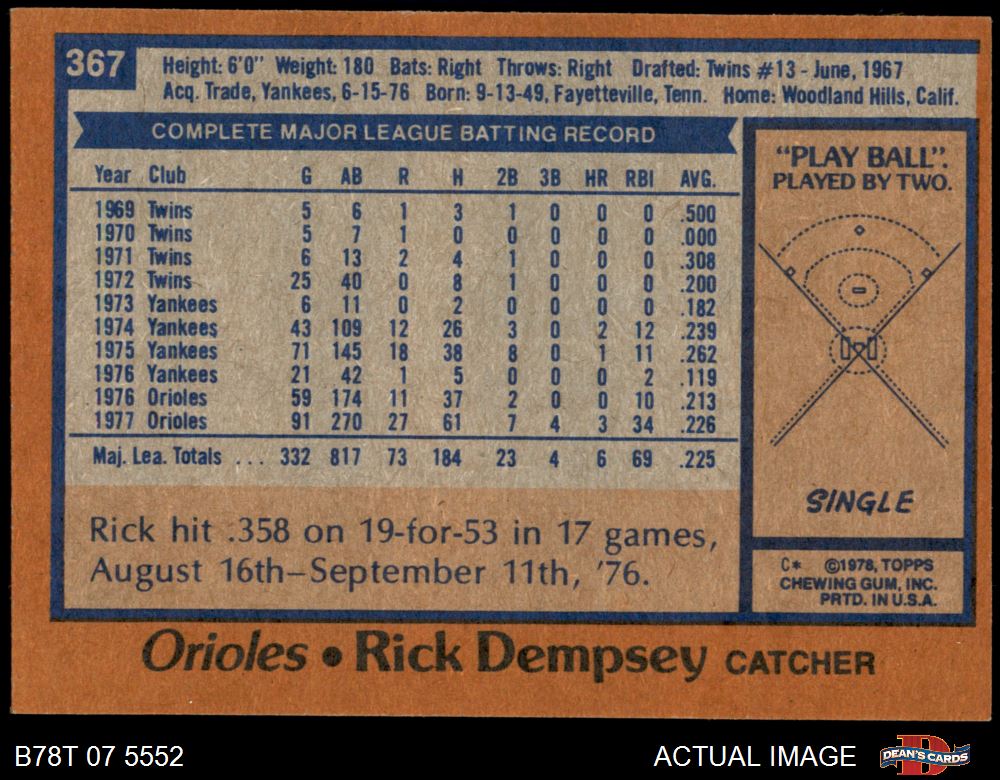 367
Height: 6'0" Weight: 180 Bats: Right Throws: Right Drafted: Twins #13 - June, 1967
Acq. Trade, Yankees, 6-15-76 Born: 9-13-49, Fayetteville, Tenn. Home: Woodland Hills, Calif.
COMPLETE MAJOR LEAGUE BATTING RECORD
Year Club G AB R H 2B 3B HR RBI AVG.
1969 Twins 5 6 1 3 1 0 0 0 .500
1970 Twins 5 7 1 0 0 0 0 0 .000
1971 Twins 6 13 2 4 1 0 0 0 .308
1972 Twins 25 40 0 8 1 0 0 0 .200
1973 Yankees 6 11 0 2 0 0 0 0 .182
1974 Yankees 43 109 12 26 3 0 2 12 .239
1975 Yankees 71 145 18 38 8 0 1 11 .262
1976 Yankees 21 42 1 5 0 0 0 2 .119
1976 Orioles 59 174 11 37 2 0 0 10 .213
1977 Orioles 91 270 27 61 7 4 3 34 .226
Maj. Lea. Totals ... 332 817 73 184 23 4 6 69 .225
Rick hit .358 on 19-for-53 in 17 games,
August 16th–September 11th, '76.
"PLAY BALL".
PLAYED BY TWO.
SINGLE
C* ©1978, TOPPS
CHEWING GUM, INC.
PRTD. IN U.S.A.
Orioles • Rick Dempsey CATCHER
B78T 07 5552 ACTUAL IMAGE
DEAN'S CARDS